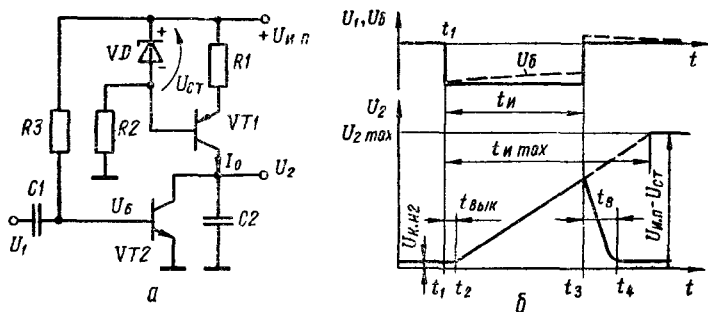 +
-
VD
Uст
R1
+Uи.п
R3
R2
VT1
I₀
U₂
C1
Uб
C2
U₁
VT2
а
U₁, Uб
t₁
t
Uб
tи
U₂
U₂ max
tи max
tвык
tв
Uк.н2
Uи.п-Uст
t₁
t₂
t₃
t₄
t
б